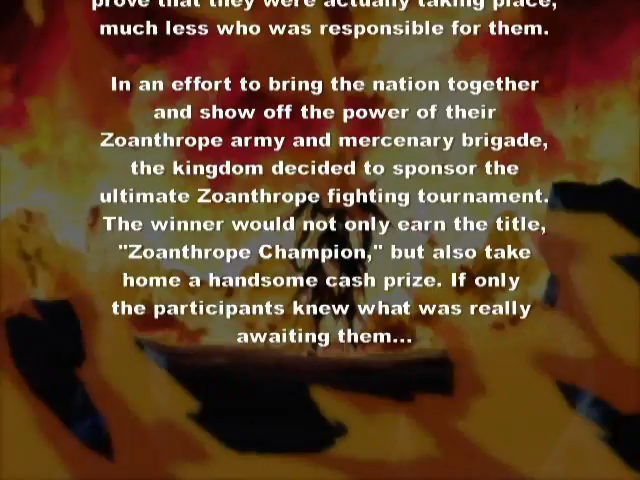 prove that they were actually taking place,
much less who was responsible for them.
In an effort to bring the nation together
and show off the power of their
Zoanthrope army and mercenary brigade,
the kingdom decided to sponsor the
ultimate Zoanthrope fighting tournament.
The winner would not only earn the title,
"Zoanthrope Champion," but also take
home a handsome cash prize. If only
the participants knew what was really
awaiting them...